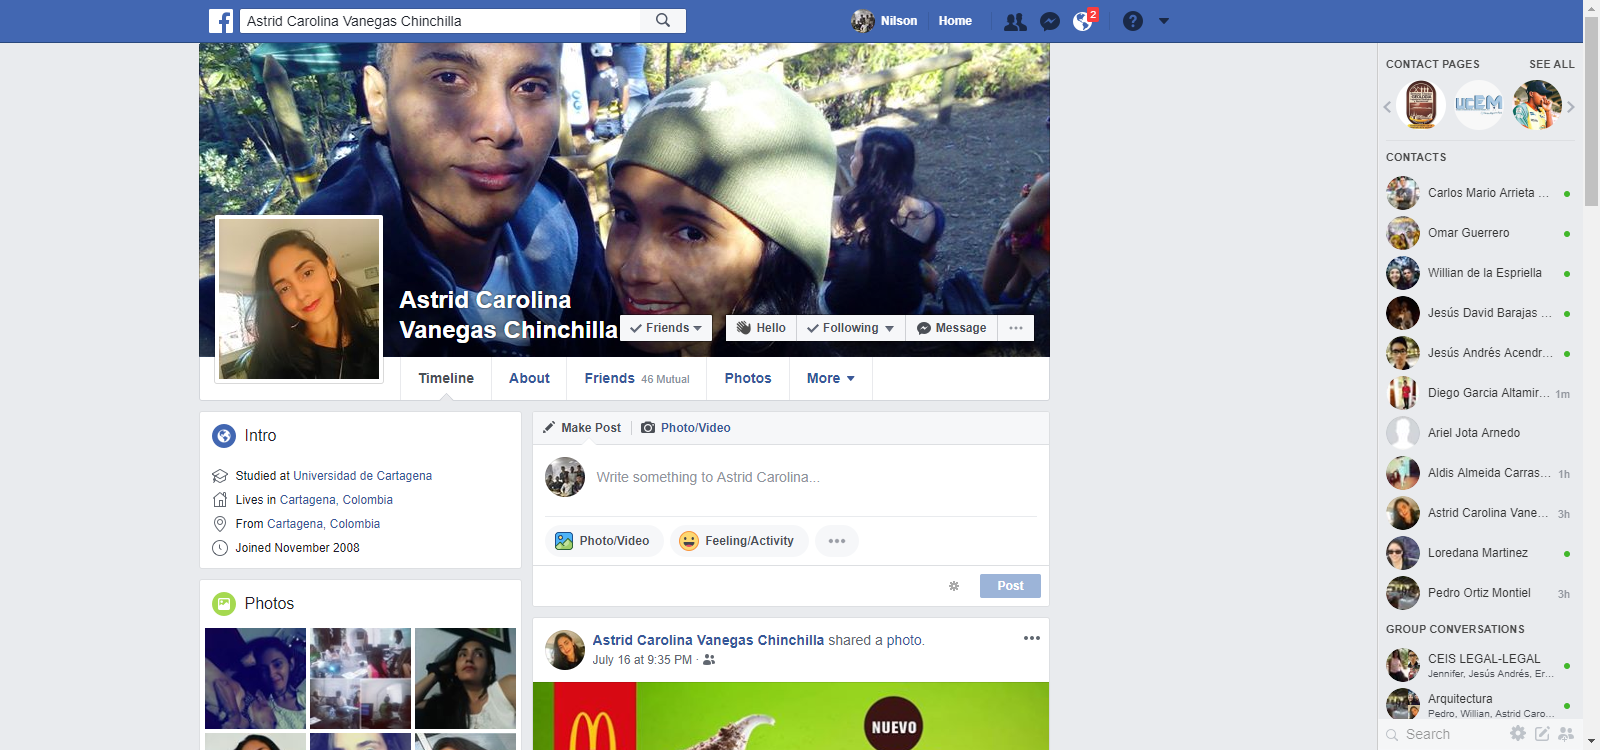 Astrid Carolina Vanegas Chinchilla
Nilson
Home
2
Astrid Carolina
Vanegas Chinchilla
Friends
Hello
Following
Message
Timeline
About
Friends 46 Mutual
Photos
More
Intro
Studied at Universidad de Cartagena
Lives in Cartagena, Colombia
From Cartagena, Colombia
Joined November 2008
Photos
Make Post
Photo/Video
Write something to Astrid Carolina...
Photo/Video
Feeling/Activity
Post
Astrid Carolina Vanegas Chinchilla shared a photo.
July 16 at 9:35 PM ·
NUEVO
CONTACT PAGES
SEE ALL
UCEM
CONTACTS
Carlos Mario Arrieta ...
Omar Guerrero
Willian de la Espriella
Jesús David Barajas ...
Jesús Andrés Acendr...
Diego Garcia Altamir... 1m
Ariel Jota Arnedo
Aldis Almeida Carras... 1h
Astrid Carolina Vane... 3h
Loredana Martinez
Pedro Ortiz Montiel 3h
GROUP CONVERSATIONS
CEIS LEGAL-LEGAL
Jennifer, Jesús Andrés, Er...
Arquitectura
Pedro, Willian, Astrid Caro...
Search